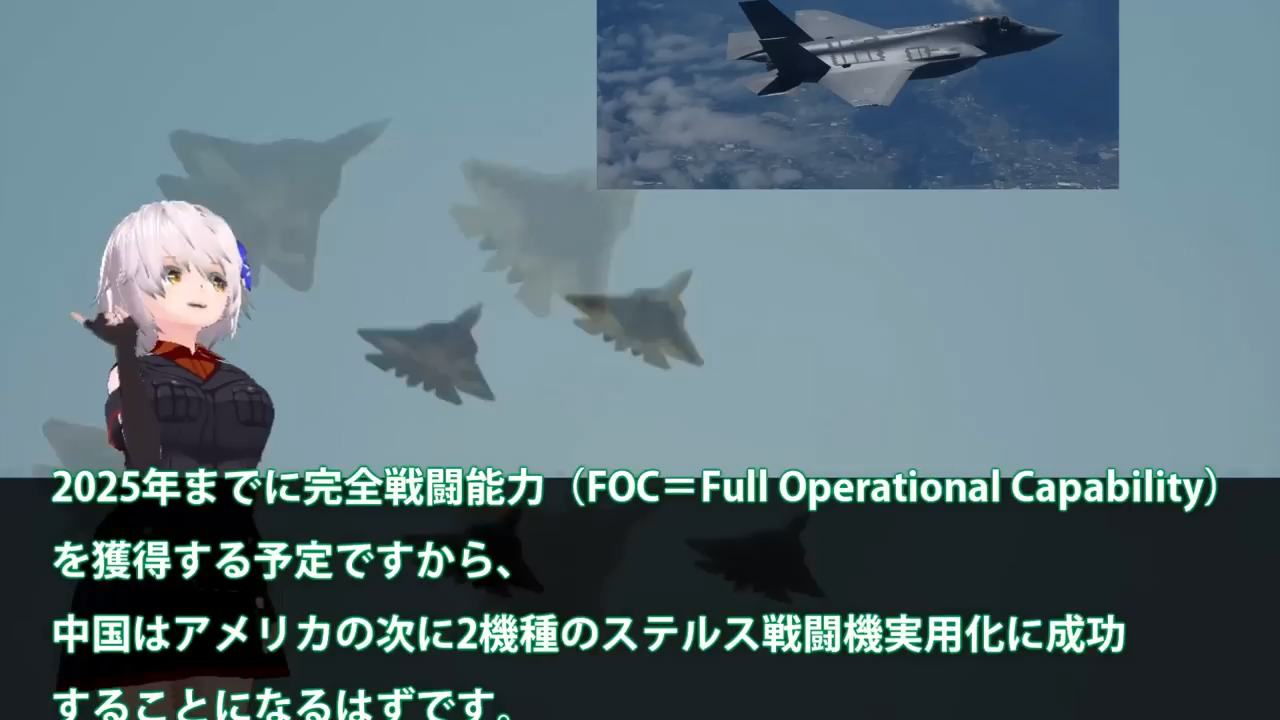 2025年までに完全戦闘能力（FOC＝Full Operational Capability）
を獲得する予定ですから、
中国はアメリカの次に2機種のステルス戦闘機実用化に成功
することになるはずです。